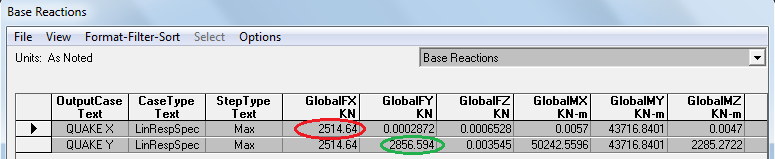 Base Reactions
File View Format-Filter-Sort Select Options
Units: As Noted
Base Reactions
OutputCase CaseType StepType GlobalFX GlobalFY GlobalFZ GlobalMX GlobalMY GlobalMZ
Text Text Text KN KN KN KN-m KN-m KN-m
QUAKE X LinRespSpec Max 2514.64 0.0002872 0.0006528 0.0057 43716.8401 0.0047
QUAKE Y LinRespSpec Max 2514.64 2856.594 0.003545 50242.5596 43716.8401 2285.2722